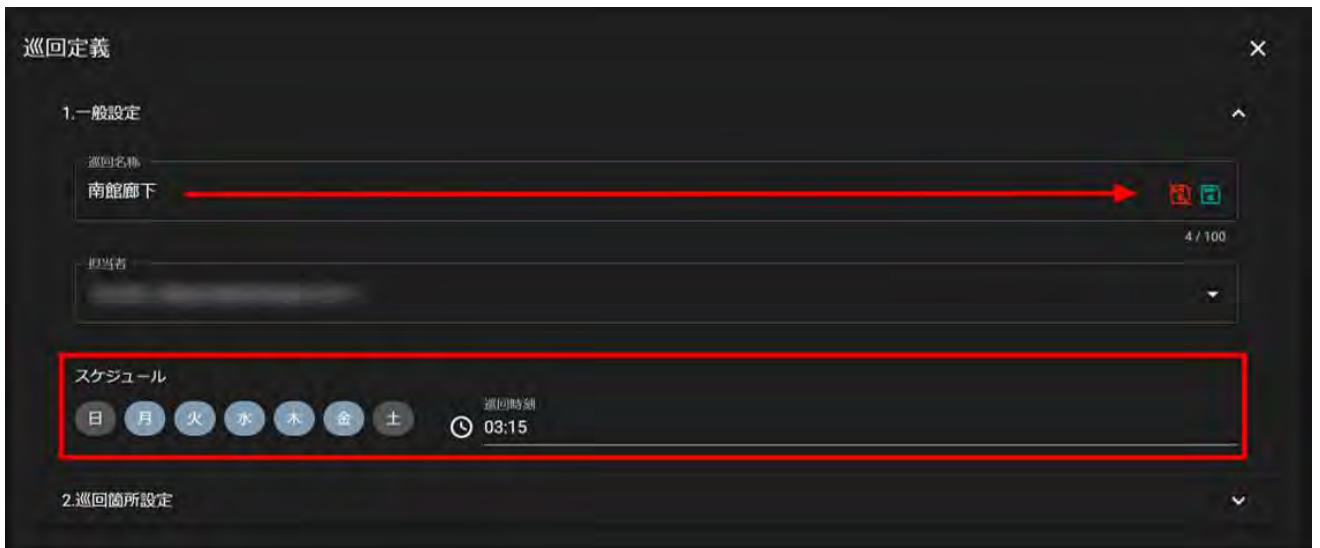 巡回定義
1.一般設定
巡回名称
南館廊下
4 / 100
担当者
スケジュール
日 月 火 水 木 金 土
巡回時刻
03:15
2.巡回箇所設定